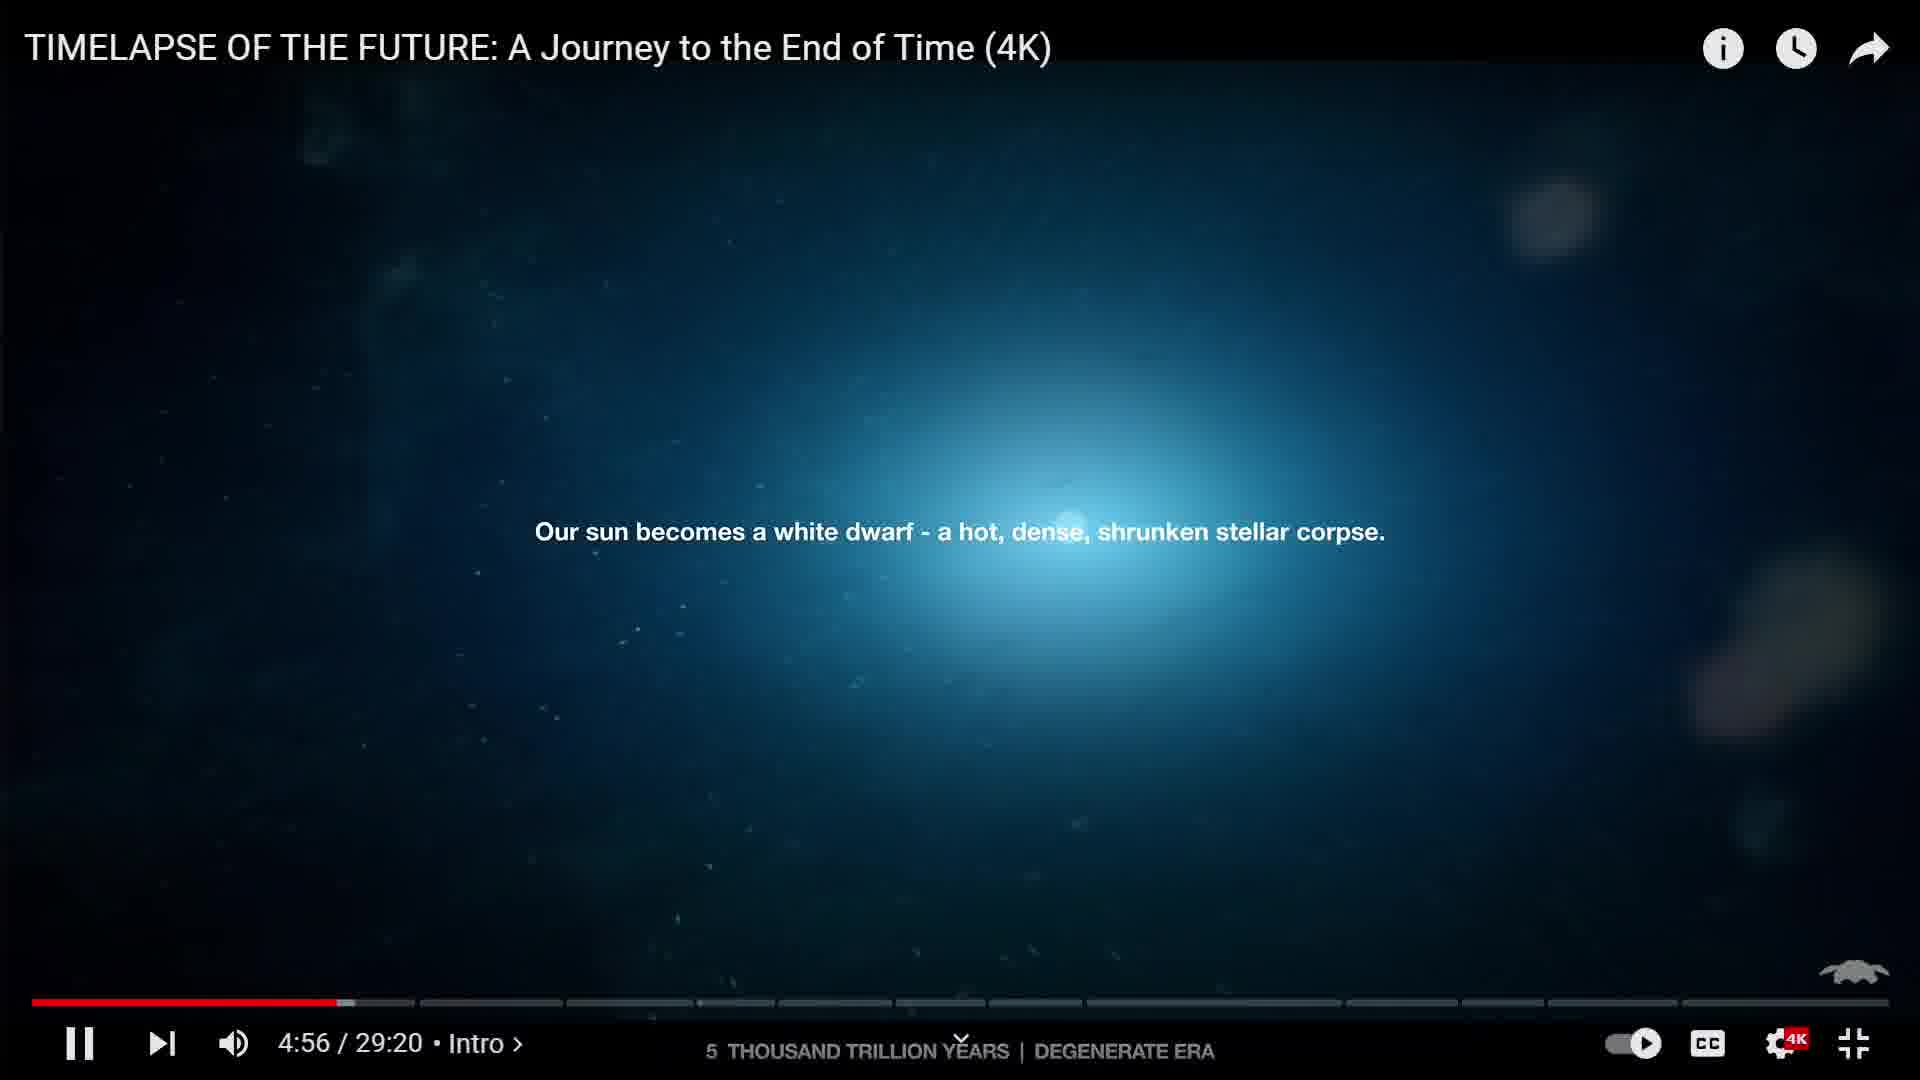 TIMELAPSE OF THE FUTURE: A Journey to the End of Time (4K)
Our sun becomes a white dwarf - a hot, dense, shrunken stellar corpse.
4:56 / 29:20 • Intro
5 THOUSAND TRILLION YEARS | DEGENERATE ERA
CC
4K